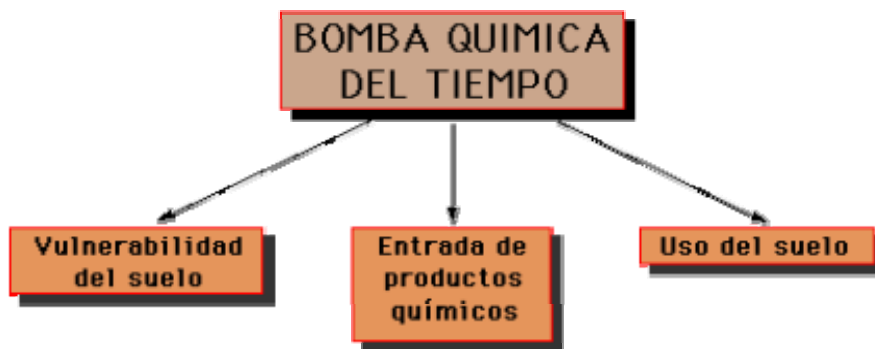 BOMBA QUIMICA
DEL TIEMPO
Vulnerabilidad
del suelo
Entrada de
productos
químicos
Uso del suelo